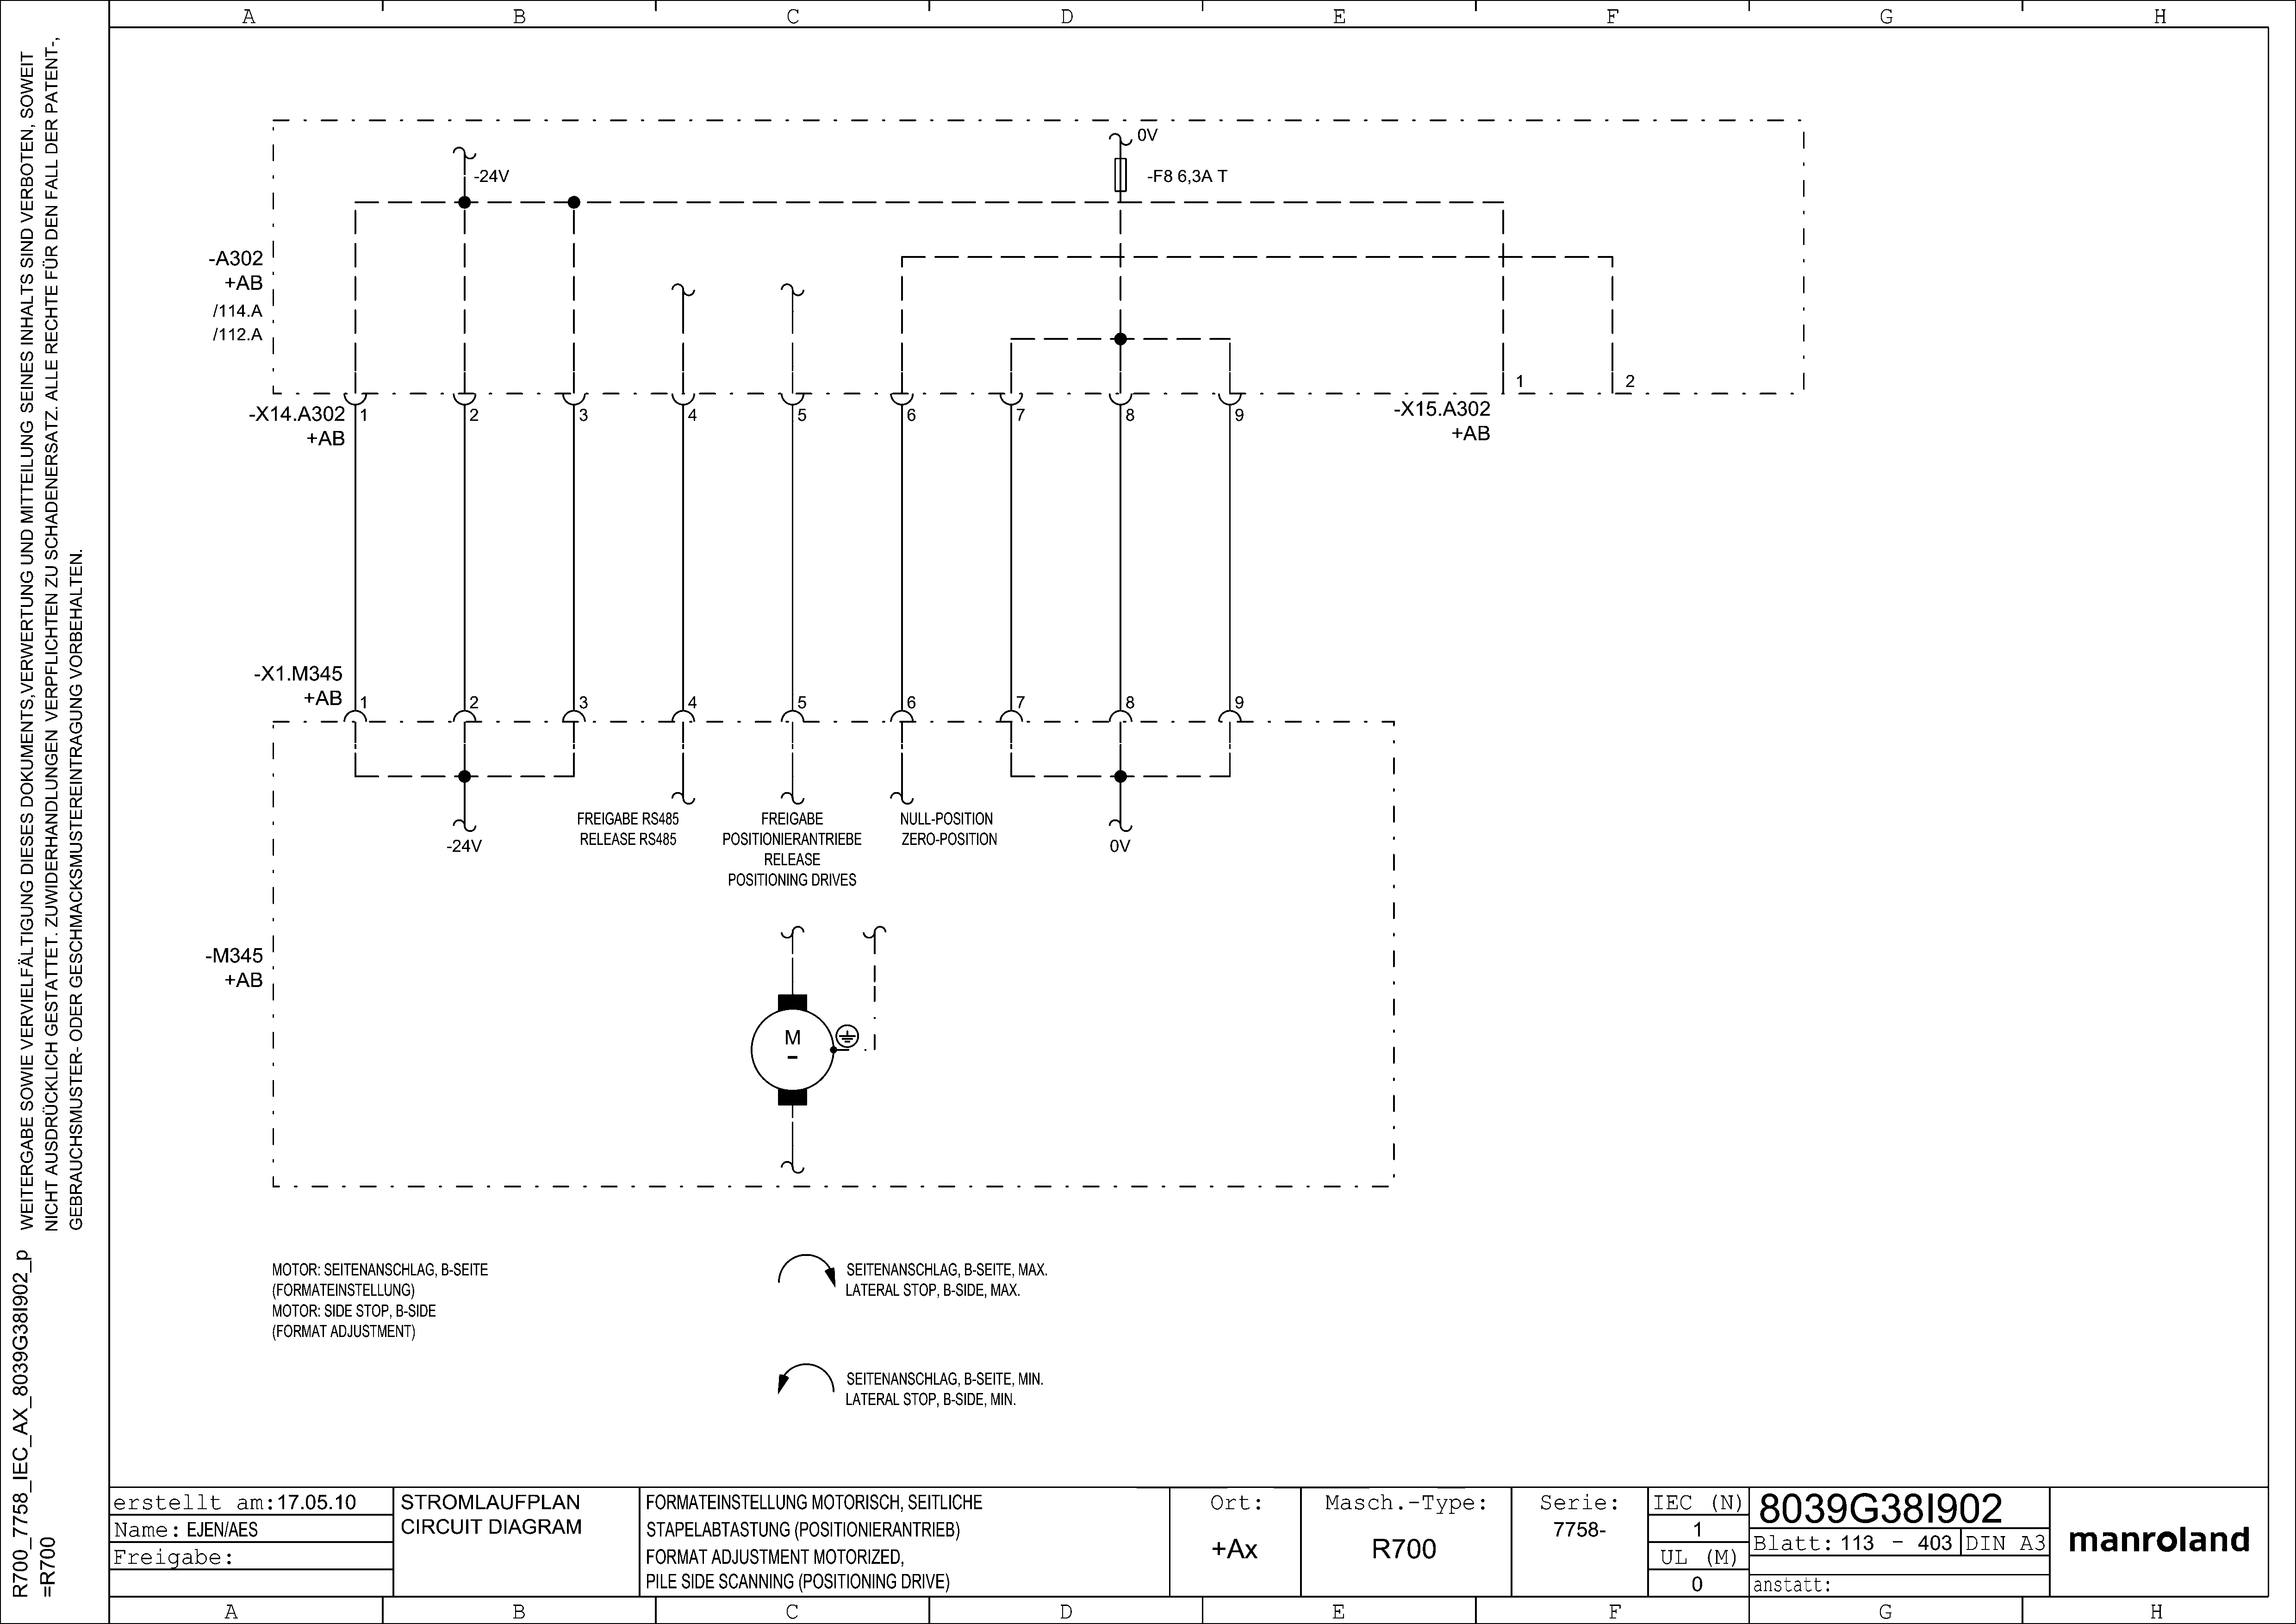 A B C D E F G H
WEITERGABE SOWIE VERVIELFÄLTIGUNG DIESES DOKUMENTS,VERWERTUNG UND MITTEILUNG SEINES INHALTS SIND VERBOTEN, SOWEIT
NICHT AUSDRÜCKLICH GESTATTET. ZUWIDERHANDLUNGEN VERPFLICHTEN ZU SCHADENERSATZ. ALLE RECHTE FÜR DEN FALL DER PATENT-,
GEBRAUCHSMUSTER- ODER GESCHMACKSMUSTEREINTRAGUNG VORBEHALTEN.
R700_7758_IEC_AX_8039G38I902_p
=R700
0V
-24V
-F8 6,3A T
-A302
+AB
/114.A
/112.A
1 2
-X14.A302 1 2 3 4 5 6 7 8 9
+AB
-X15.A302
+AB
-X1.M345
+AB 1 2 3 4 5 6 7 8 9
-24V
FREIGABE RS485
RELEASE RS485
FREIGABE
POSITIONIERANTRIEBE
RELEASE
POSITIONING DRIVES
NULL-POSITION
ZERO-POSITION
0V
-M345
+AB
M
–
MOTOR: SEITENANSCHLAG, B-SEITE
(FORMATEINSTELLUNG)
MOTOR: SIDE STOP, B-SIDE
(FORMAT ADJUSTMENT)
SEITENANSCHLAG, B-SEITE, MAX.
LATERAL STOP, B-SIDE, MAX.
SEITENANSCHLAG, B-SEITE, MIN.
LATERAL STOP, B-SIDE, MIN.
erstellt am:17.05.10
Name: EJEN/AES
Freigabe:
STROMLAUFPLAN
CIRCUIT DIAGRAM
FORMATEINSTELLUNG MOTORISCH, SEITLICHE
STAPELABTASTUNG (POSITIONIERANTRIEB)
FORMAT ADJUSTMENT MOTORIZED,
PILE SIDE SCANNING (POSITIONING DRIVE)
Ort:
+Ax
Masch.-Type:
R700
Serie:
7758-
IEC (N)
1
UL (M)
0
8039G38I902
Blatt: 113 – 403 DIN A3
anstatt:
manroland
A B C D E F G H